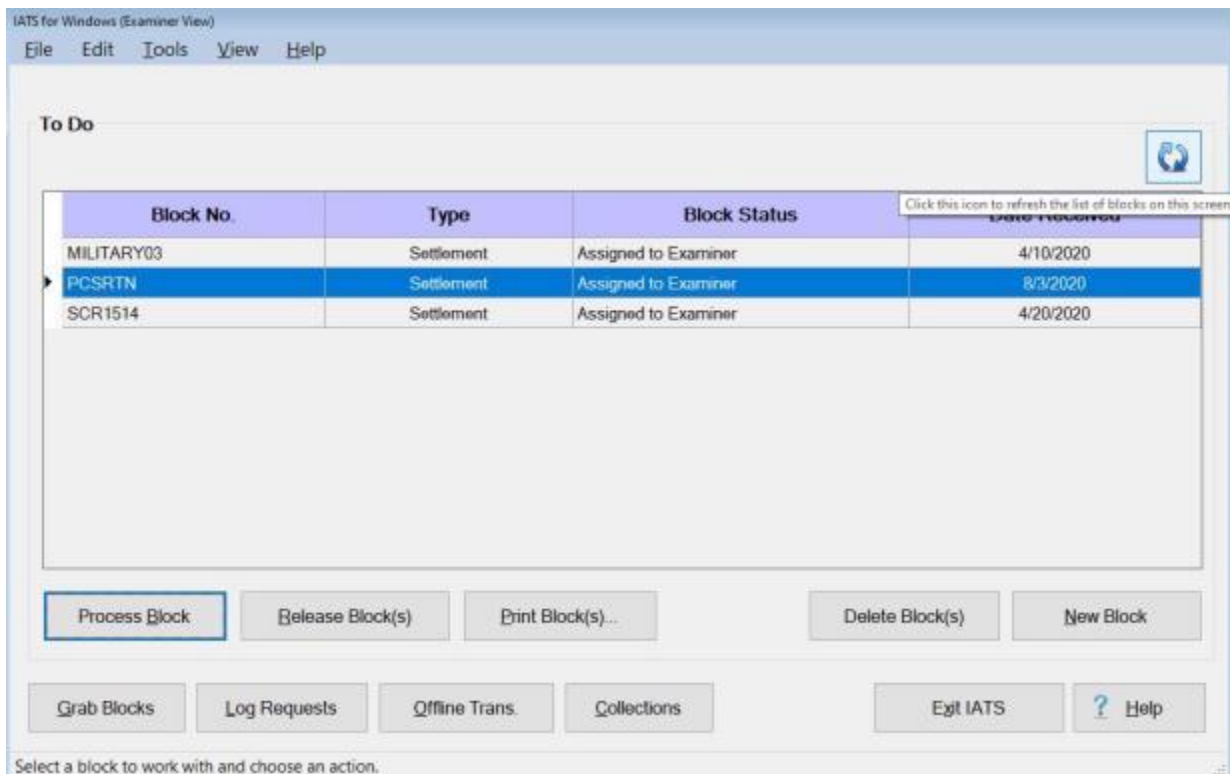 IATS for Windows (Examiner View)
File Edit Tools View Help
To Do
Click this icon to refresh the list of blocks on this screen
Block No. Type Block Status Date Received
MILITARY03 Settlement Assigned to Examiner 4/10/2020
PCSRTN Settlement Assigned to Examiner 8/3/2020
SCR1514 Settlement Assigned to Examiner 4/20/2020
Process Block Release Block(s) Print Block(s)... Delete Block(s) New Block
Grab Blocks Log Requests Offline Trans. Collections Exit IATS ? Help
Select a block to work with and choose an action.